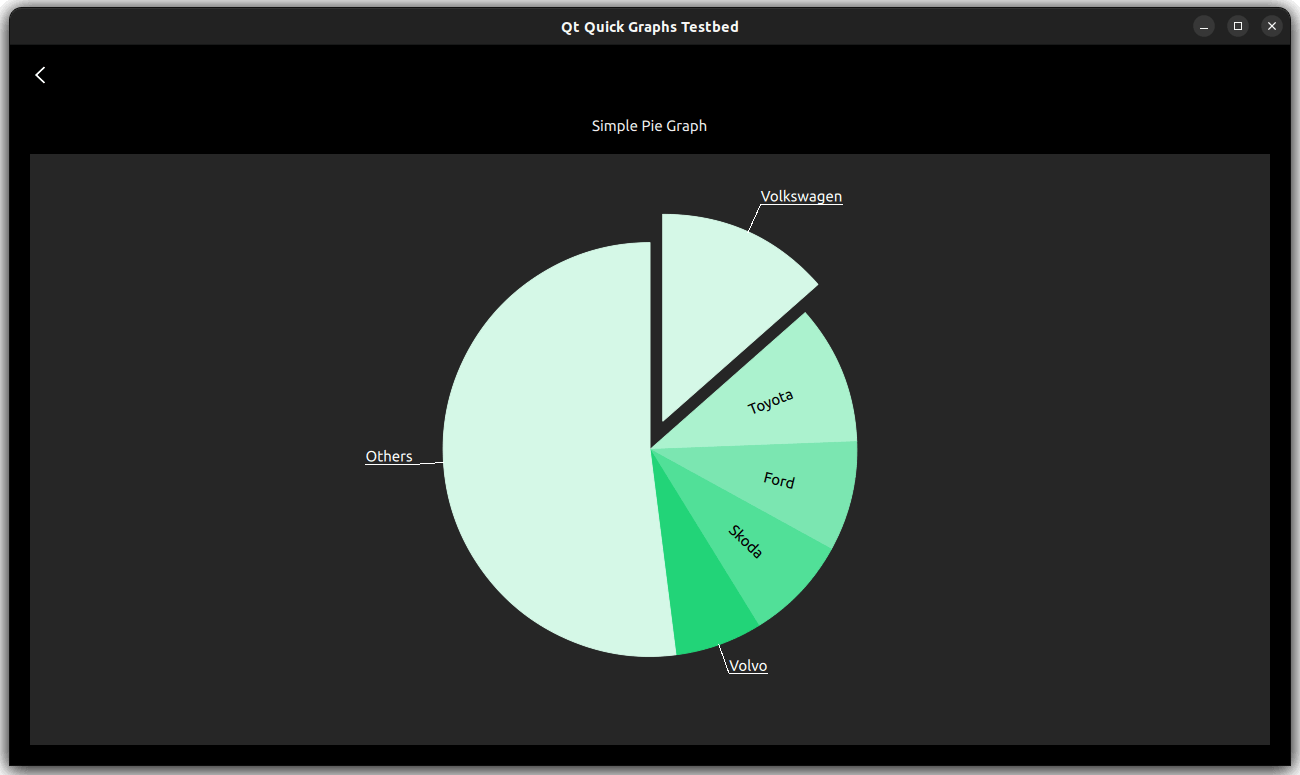 Qt Quick Graphs Testbed
Simple Pie Graph
Volkswagen
Toyota
Others
Ford
Skoda
Volvo